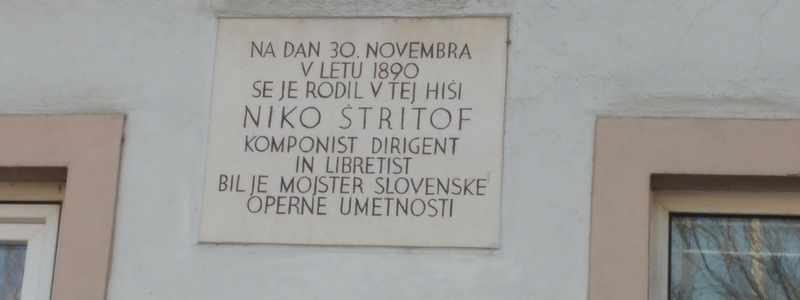 NA DAN 30. NOVEMBRA
V LETU 1890
SE JE RODIL V TEJ HIŠI
NIKO ŠTRITOF
KOMPONIST DIRIGENT
IN LIBRETIST
BIL JE MOJSTER SLOVENSKE
OPERNE UMETNOSTI